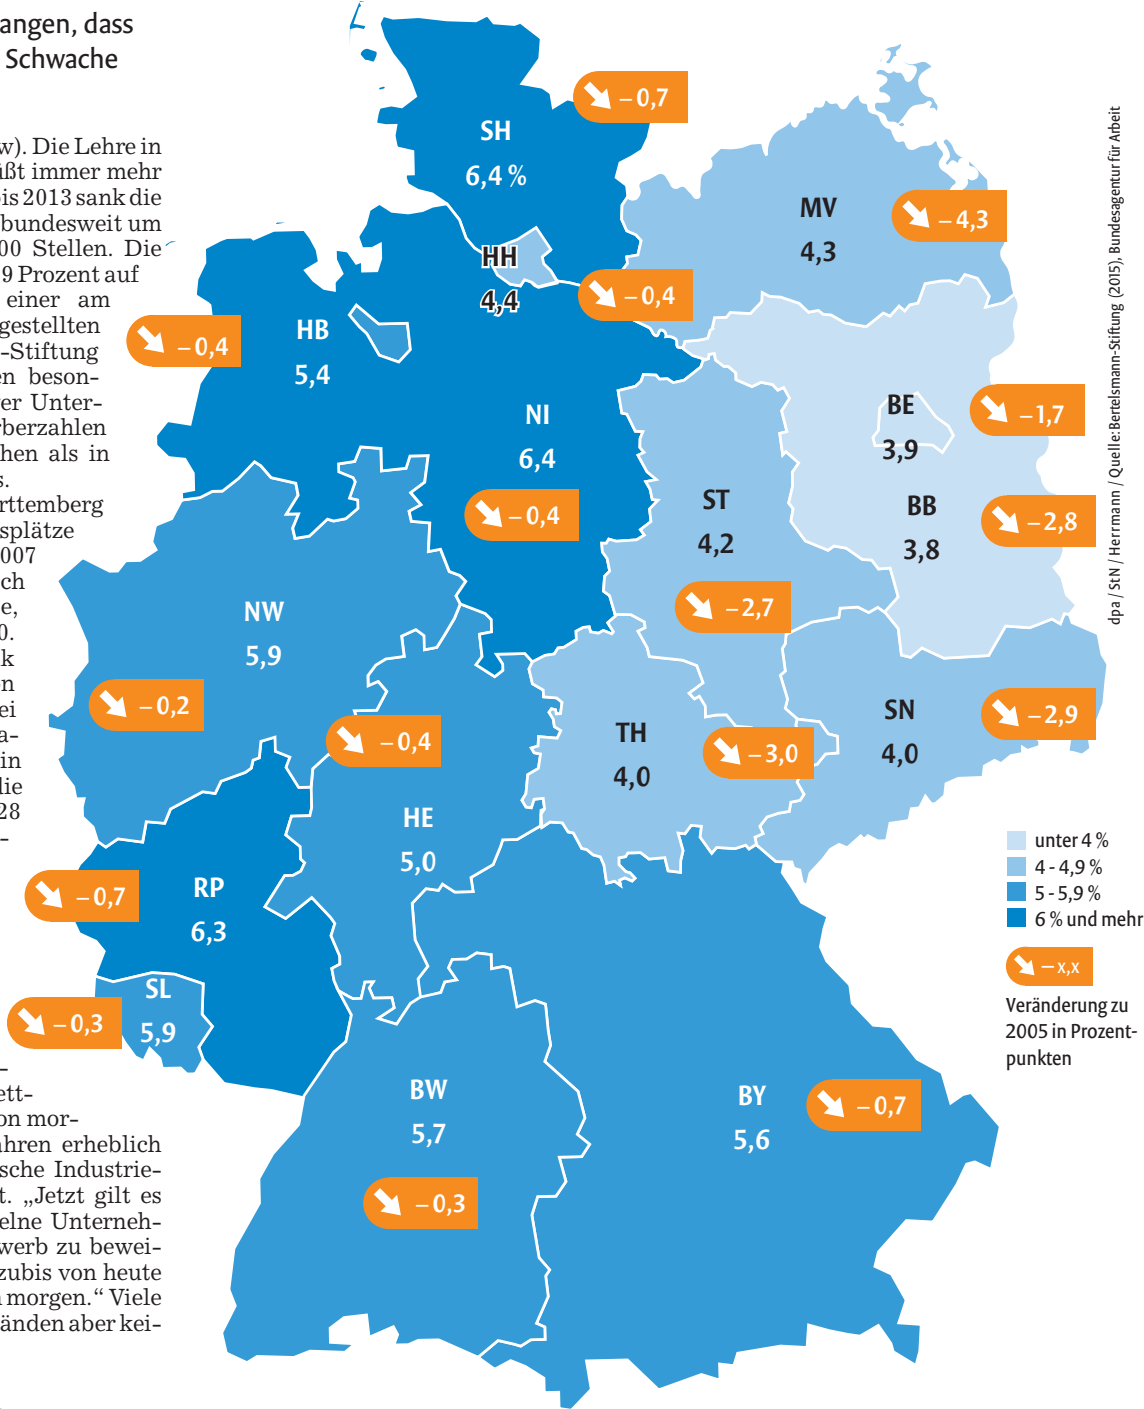 angen, dass
Schwache
w). Die Lehre in
ißt immer mehr
is 2013 sank die
bundesweit um
00 Stellen. Die
9 Prozent auf
einer am
gestellten
-Stiftung
en beson-
er Unter-
rberzahlen
hen als in
s.
rttemberg
splätze
007
ch
e,
0.
k
n
ei
a-
in
lie
28
-
-
ett-
on mor-
ahren erheblich
sche Industrie-
t. „Jetzt gilt es
elne Unterneh-
werb zu bewei-
zubis von heute
n morgen.“ Viele
änden aber kei-
SH
6,4 %
– 0,7
MV
4,3
– 4,3
HH
4,4
– 0,4
HB
5,4
– 0,4
NI
6,4
– 0,4
BE
3,9
– 1,7
BB
3,8
– 2,8
ST
4,2
– 2,7
NW
5,9
– 0,2
HE
5,0
– 0,4
TH
4,0
– 3,0
SN
4,0
– 2,9
RP
6,3
– 0,7
SL
5,9
– 0,3
BW
5,7
– 0,3
BY
5,6
– 0,7
unter 4 %
4 - 4,9 %
5 - 5,9 %
6 % und mehr
– x,x
Veränderung zu
2005 in Prozent-
punkten
dpa / StN / Herrmann / Quelle:Bertelsmann-Stiftung (2015), Bundesagentur für Arbeit